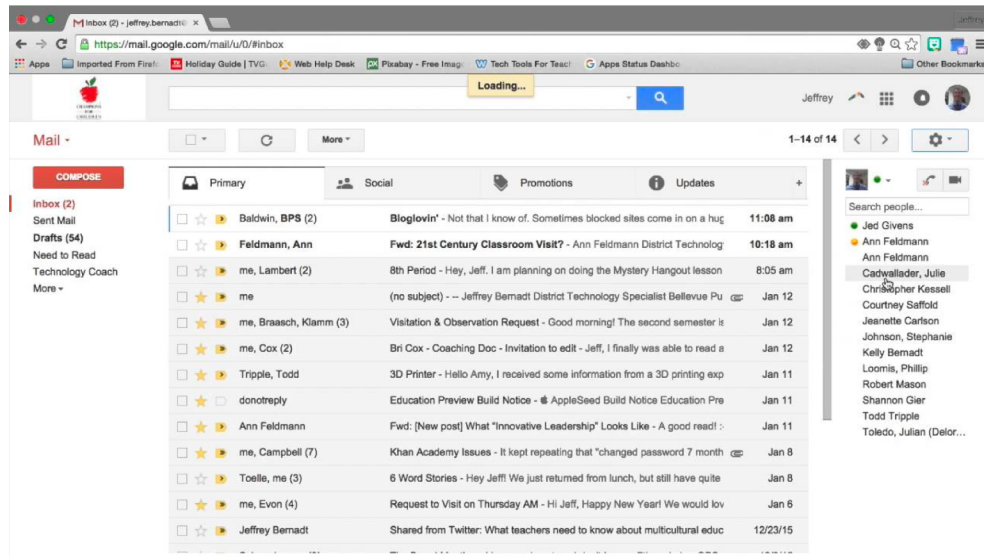 Inbox (2) - jeffrey.bernadt@ ×
Jeffrey
https://mail.google.com/mail/u/0/#inbox
Apps Imported From Firefo Holiday Guide | TVG Web Help Desk Pixabay - Free Image Tech Tools For Teach Apps Status Dashbo Other Bookmarks
Loading...
CHAMPIONS
FOR
CHILDREN
Jeffrey
Mail
More
1–14 of 14
COMPOSE
Inbox (2)
Sent Mail
Drafts (54)
Need to Read
Technology Coach
More
Primary Social Promotions Updates +
Baldwin, BPS (2) Bloglovin' - Not that I know of. Sometimes blocked sites come in on a hug 11:08 am
Feldmann, Ann Fwd: 21st Century Classroom Visit? - Ann Feldmann District Technolog 10:18 am
me, Lambert (2) 8th Period - Hey, Jeff. I am planning on doing the Mystery Hangout lesson 8:05 am
me (no subject) - -- Jeffrey Bernadt District Technology Specialist Bellevue Pu Jan 12
me, Braasch, Klamm (3) Visitation & Observation Request - Good morning! The second semester is Jan 12
me, Cox (2) Bri Cox - Coaching Doc - Invitation to edit - Jeff, I finally was able to read a Jan 12
Tripple, Todd 3D Printer - Hello Amy, I received some information from a 3D printing exp Jan 11
donotreply Education Preview Build Notice - AppleSeed Build Notice Education Pre Jan 11
Ann Feldmann Fwd: [New post] What "Innovative Leadership" Looks Like - A good read! :- Jan 11
me, Campbell (7) Khan Academy Issues - It kept repeating that "changed password 7 month Jan 8
Toelle, me (3) 6 Word Stories - Hey Jeff! We just returned from lunch, but still have quite Jan 8
me, Evon (4) Request to Visit on Thursday AM - Hi Jeff, Happy New Year! We would lov Jan 6
Jeffrey Bernadt Shared from Twitter: What teachers need to know about multicultural educ 12/23/15
Search people...
Jed Givens
Ann Feldmann
Ann Feldmann
Cadwallader, Julie
Christopher Kessell
Courtney Saffold
Jeanette Carlson
Johnson, Stephanie
Kelly Bernadt
Loomis, Phillip
Robert Mason
Shannon Gier
Todd Tripple
Toledo, Julian (Delor...